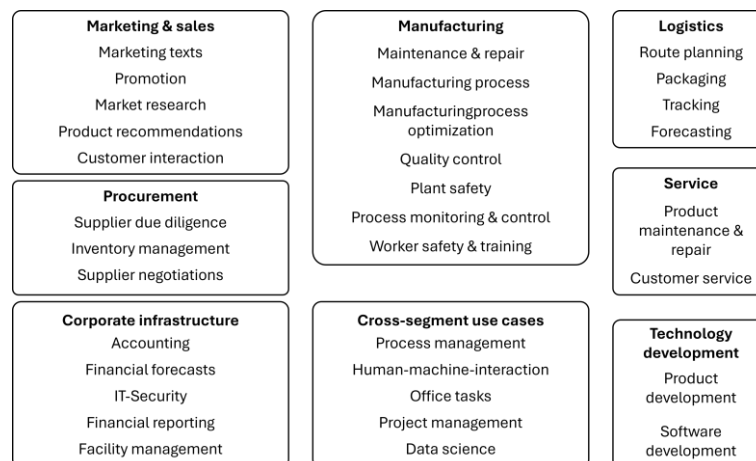 Marketing & sales
Marketing texts
Promotion
Market research
Product recommendations
Customer interaction
Procurement
Supplier due diligence
Inventory management
Supplier negotiations
Corporate infrastructure
Accounting
Financial forecasts
IT-Security
Financial reporting
Facility management
Manufacturing
Maintenance & repair
Manufacturing process
Manufacturingprocess
optimization
Quality control
Plant safety
Process monitoring & control
Worker safety & training
Cross-segment use cases
Process management
Human-machine-interaction
Office tasks
Project management
Data science
Logistics
Route planning
Packaging
Tracking
Forecasting
Service
Product
maintenance &
repair
Customer service
Technology
development
Product
development
Software
development